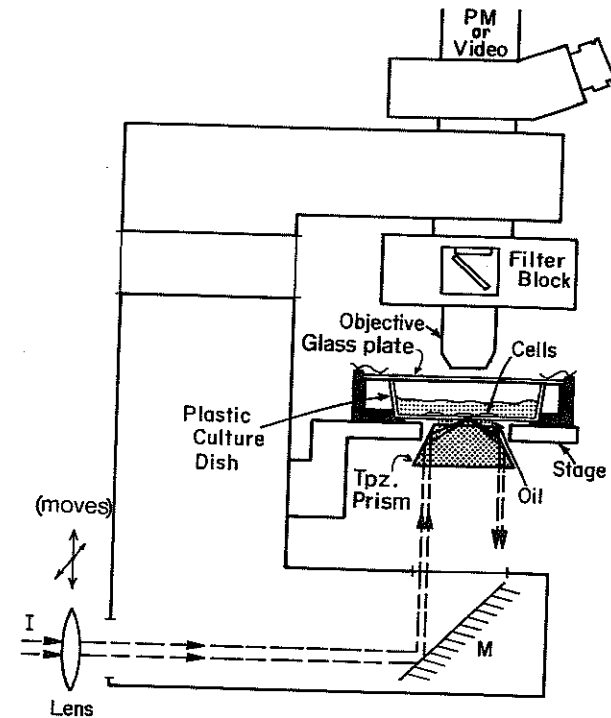 PM
or
Video
Filter
Block
Objective
Glass plate
Cells
Plastic
Culture
Dish
Tpz.
Prism
Oil
Stage
(moves)
I
M
Lens